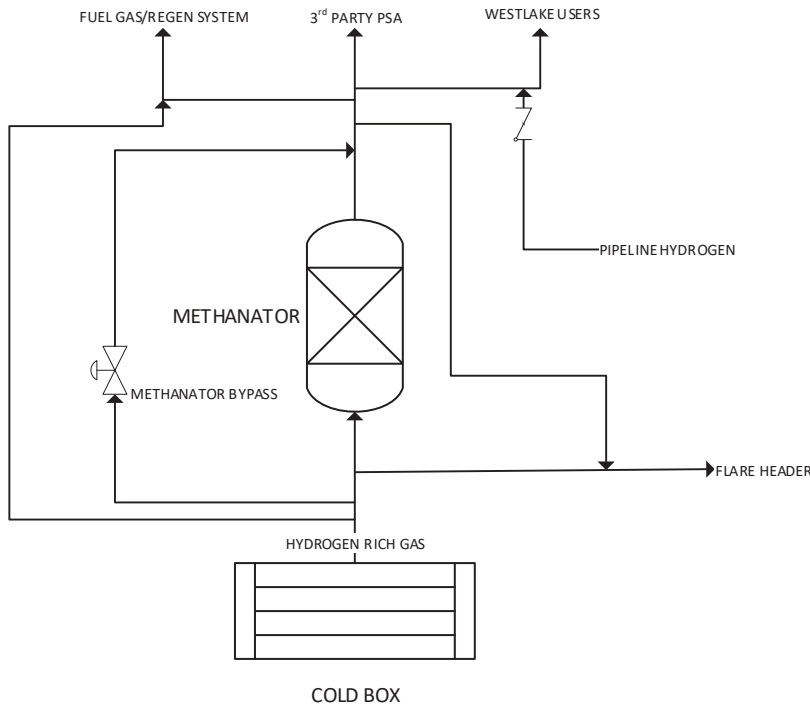 FUEL GAS/REGEN SYSTEM
3rd PARTY PSA
WESTLAKE USERS
PIPELINE HYDROGEN
METHANATOR
METHANATOR BYPASS
FLARE HEADER
HYDROGEN RICH GAS
COLD BOX